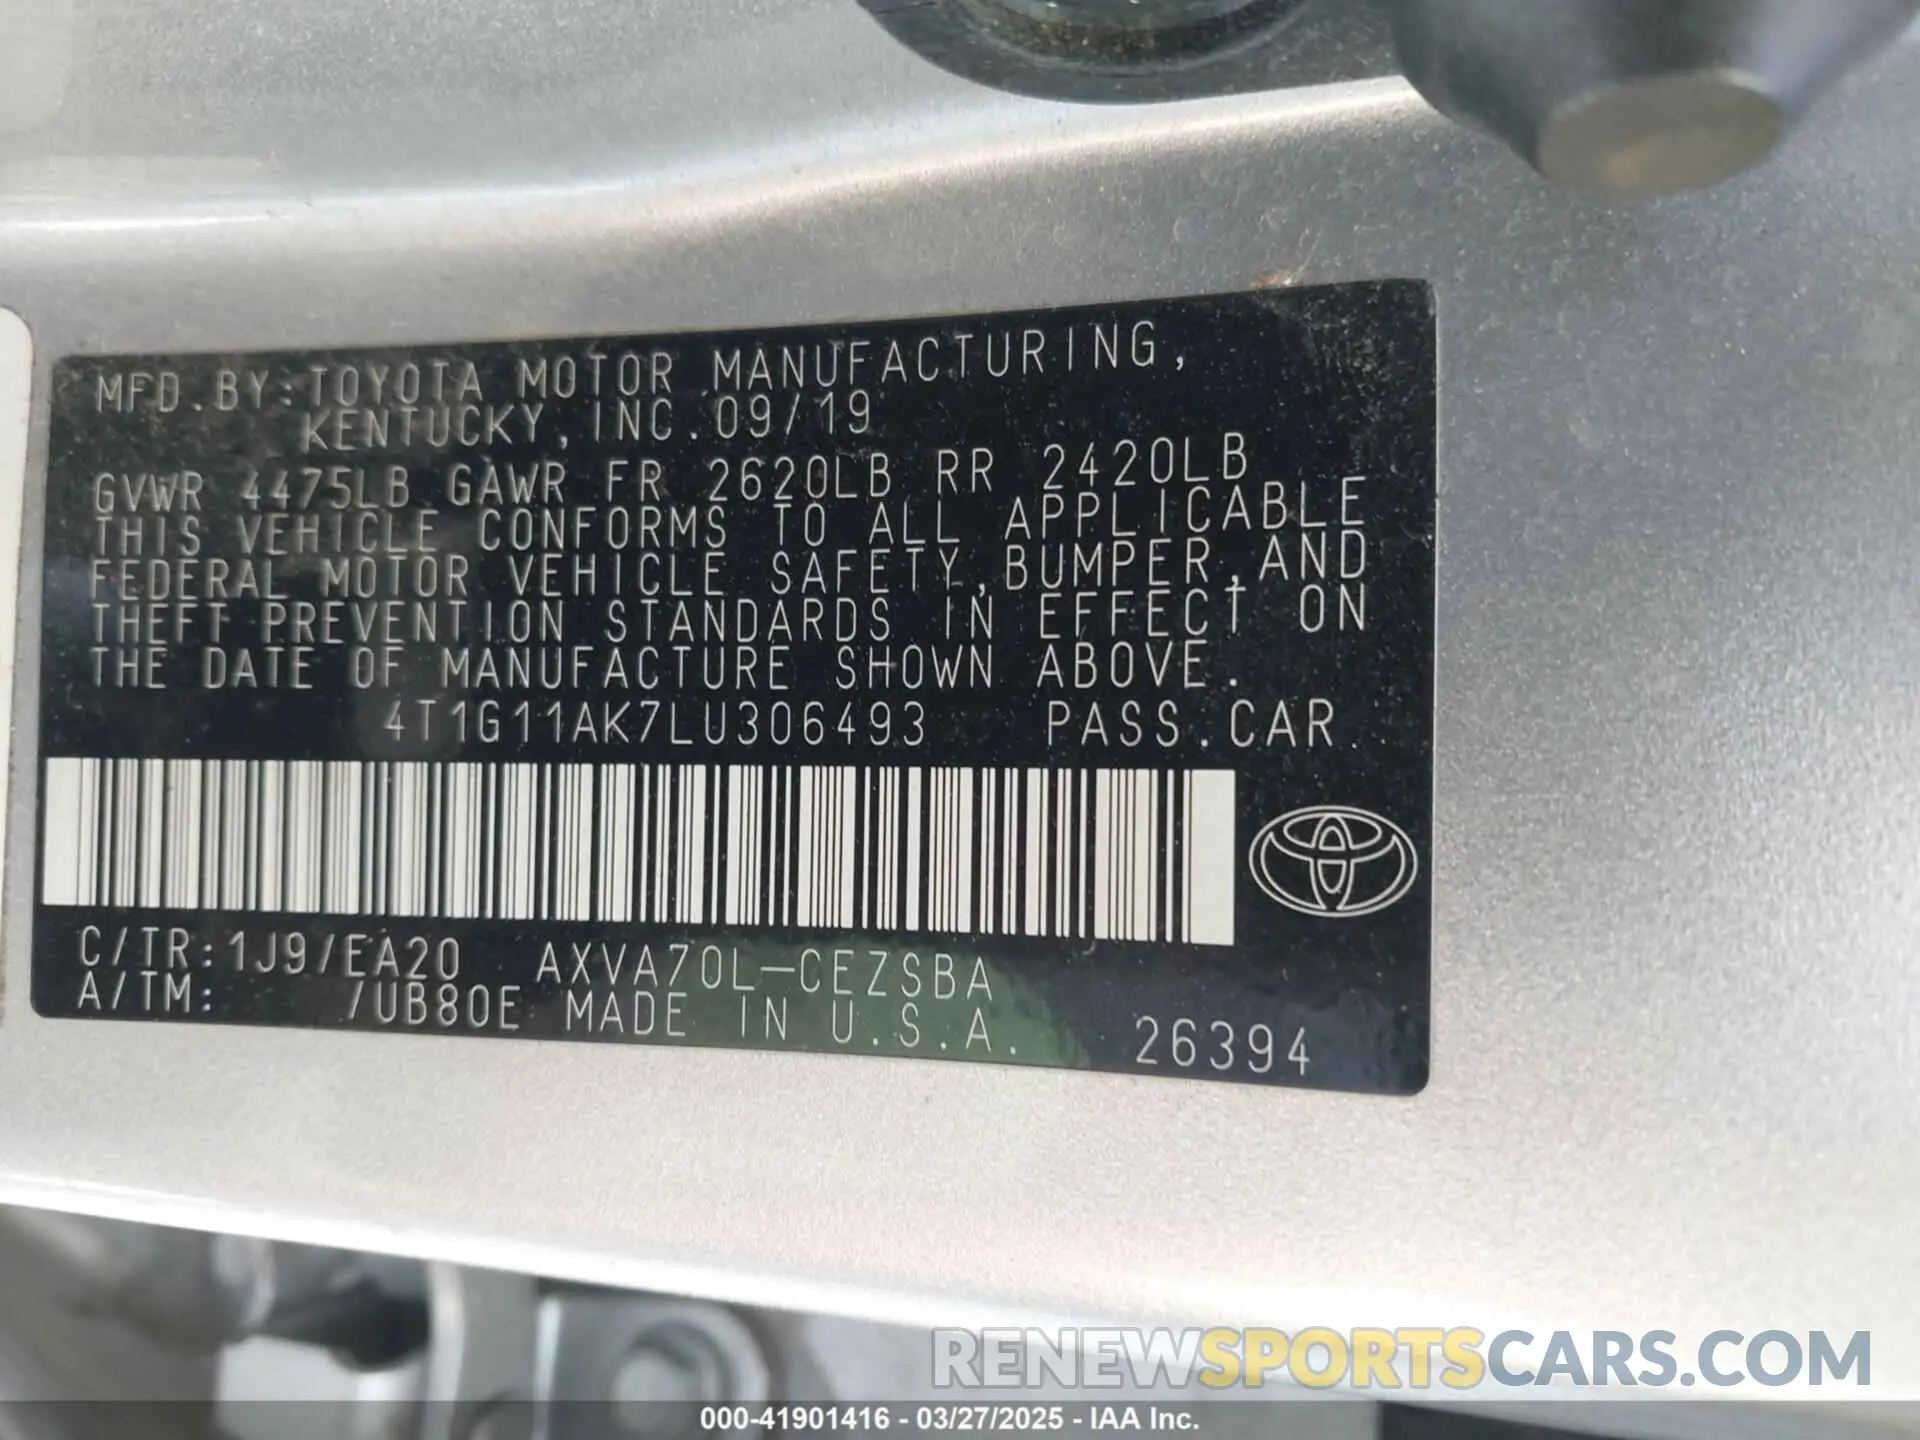 MFD.BY:TOYOTA MOTOR MANUFACTURING,
KENTUCKY, INC. 09/19
GVWR 4475LB GAWR FR 2620LB RR 2420LB
THIS VEHICLE CONFORMS TO ALL APPLICABLE
FEDERAL MOTOR VEHICLE SAFETY, BUMPER, AND
THEFT PREVENTION STANDARDS IN EFFECT ON
THE DATE OF MANUFACTURE SHOWN ABOVE.
4T1G11AK7LU306493 PASS.CAR
C/TR:1J9/EA20 AXVA70L-CEZSBA
A/TM: /UB80E MADE IN U.S.A. 26394
RENEWSPORTSCARS.COM
000-41901416 - 03/27/2025 - IAA Inc.